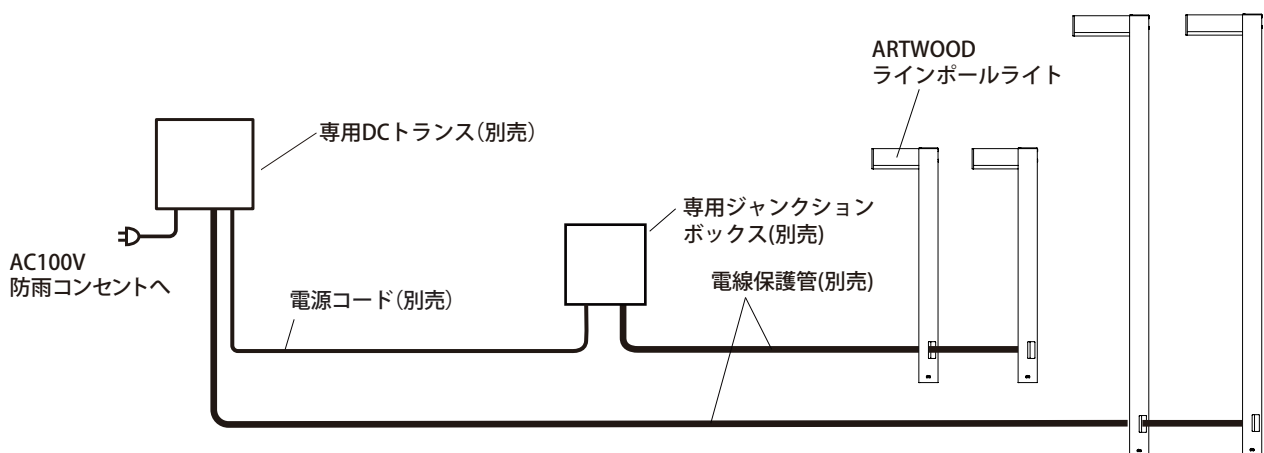 ARTWOOD
ラインポールライト
専用DCトランス（別売）
専用ジャンクション
ボックス(別売)
AC100V
防雨コンセントへ
電線保護管(別売)
電源コード（別売）